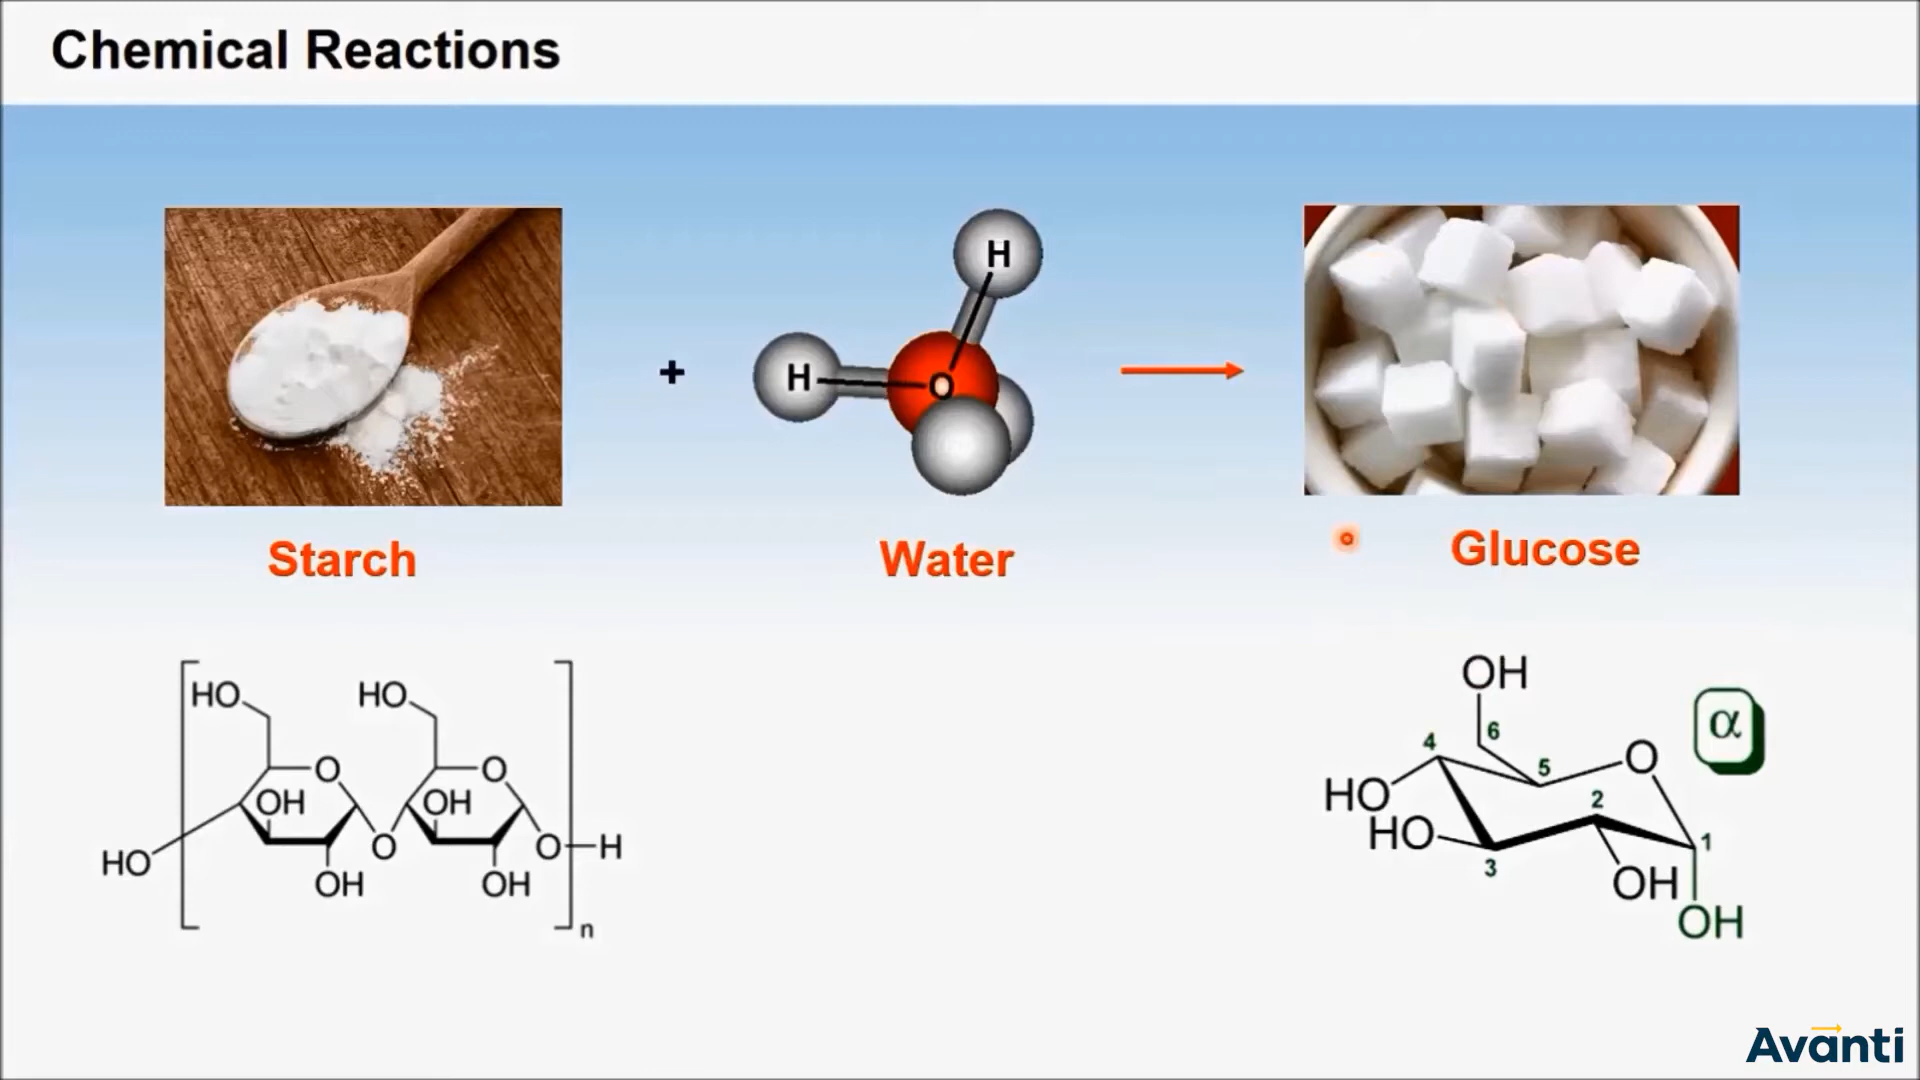 Chemical Reactions
H
H
O
+
Starch
Water
Glucose
HO
HO
O
O
OH
OH
HO
O
O
H
OH
OH
n
OH
6
4
5
O
α
HO
2
HO
1
3
OH
OH
Avanti